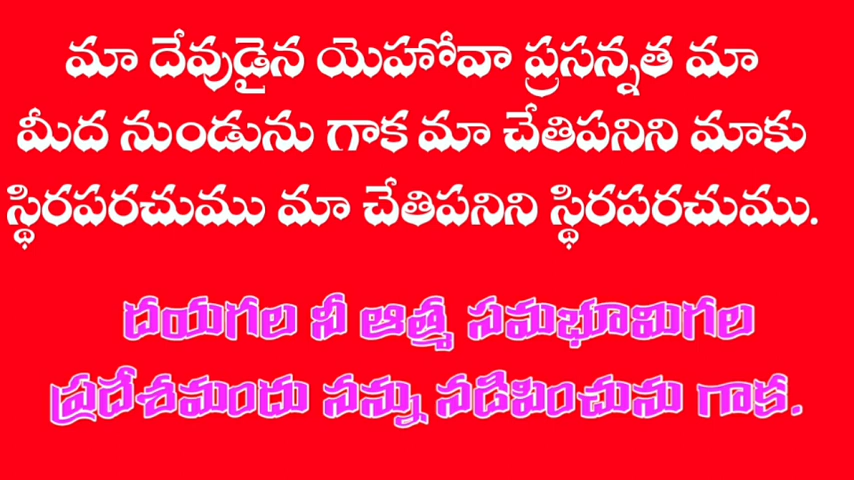 మా దేవుడైన యెహోవా ప్రసన్నత మా
మీద నుండును గాక మా చేతిపనిని మాకు
స్థిరపరచుము మా చేతిపనిని స్థిరపరచుము.
దయగల నీ ఆత్మ సమభూమిగల
ప్రదేశమందు నన్ను నడిపించును గాక.